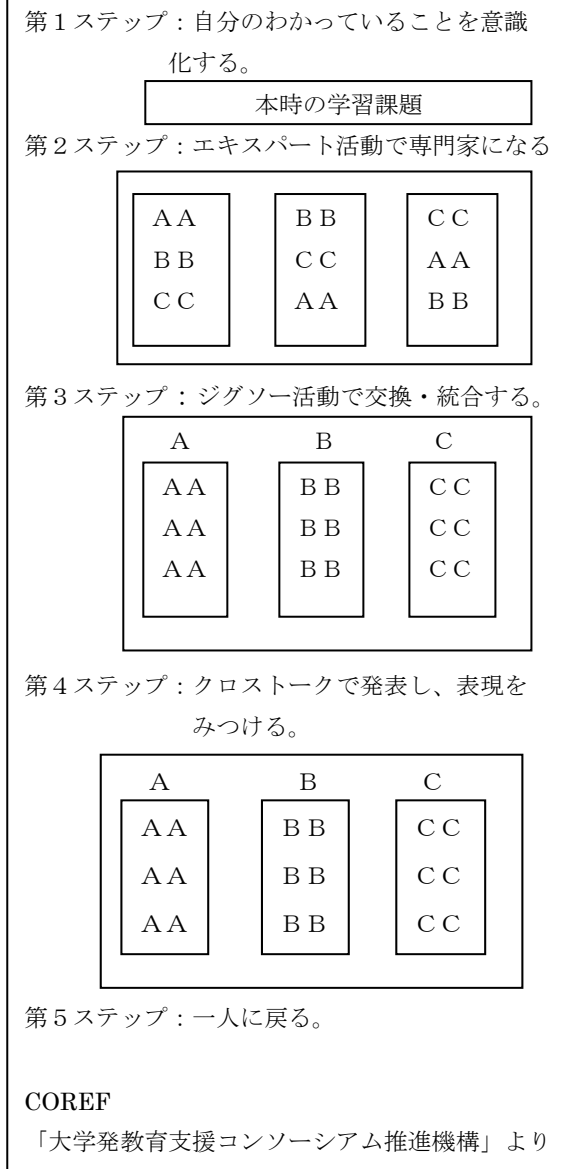 第１ステップ：自分のわかっていることを意識
化する。
本時の学習課題
第２ステップ：エキスパート活動で専門家になる
ＡＡ ＢＢ ＣＣ
ＢＢ ＣＣ ＡＡ
ＣＣ ＡＡ ＢＢ
第３ステップ：ジグソー活動で交換・統合する。
Ａ Ｂ Ｃ
ＡＡ ＢＢ ＣＣ
ＡＡ ＢＢ ＣＣ
ＡＡ ＢＢ ＣＣ
第４ステップ：クロストークで発表し、表現を
みつける。
Ａ Ｂ Ｃ
ＡＡ ＢＢ ＣＣ
ＡＡ ＢＢ ＣＣ
ＡＡ ＢＢ ＣＣ
第５ステップ：一人に戻る。
COREF
「大学発教育支援コンソーシアム推進機構」より